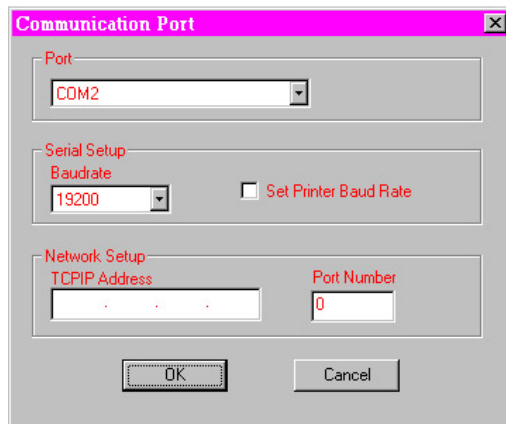 Communication Port
Port
COM2
Serial Setup
Baudrate
19200
Set Printer Baud Rate
Network Setup
TCPIP Address
Port Number
. . .
0
OK
Cancel